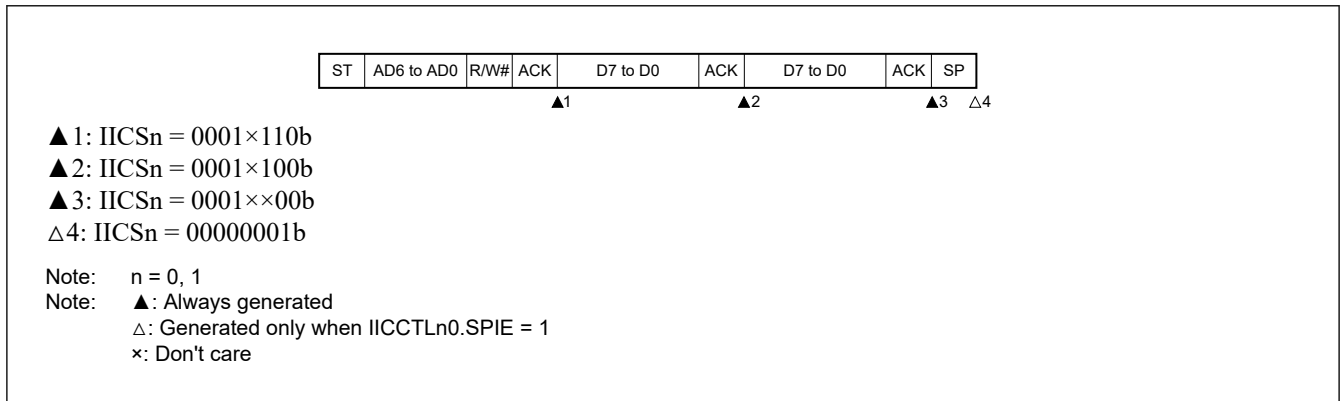 ST AD6 to AD0 R/W# ACK D7 to D0 ACK D7 to D0 ACK SP
▲1 ▲2 ▲3 △4
▲1: IICSn = 0001×110b
▲2: IICSn = 0001×100b
▲3: IICSn = 0001××00b
△4: IICSn = 00000001b
Note: n = 0, 1
Note: ▲: Always generated
△: Generated only when IICCTLn0.SPIE = 1
×: Don't care